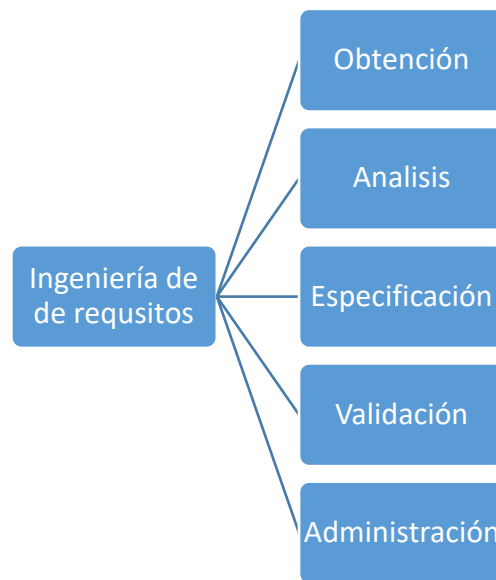 Obtención
Analisis
Ingeniería de
de requsitos
Especificación
Validación
Administración